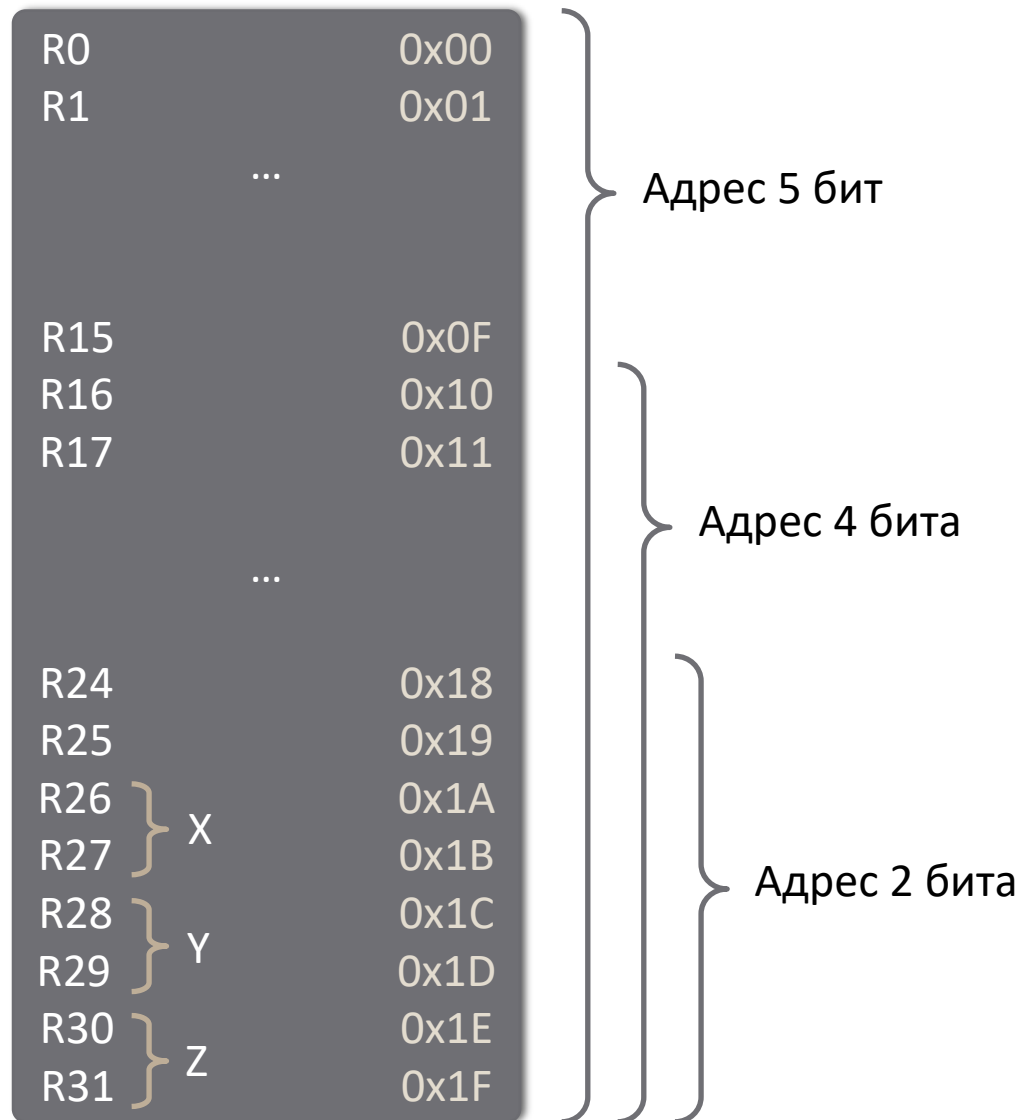 R0 0x00
R1 0x01
...
Адрес 5 бит
R15 0x0F
R16 0x10
R17 0x11
Адрес 4 бита
...
R24 0x18
R25 0x19
R26 0x1A
X
R27 0x1B
Адрес 2 бита
R28 0x1C
Y
R29 0x1D
R30 0x1E
Z
R31 0x1F